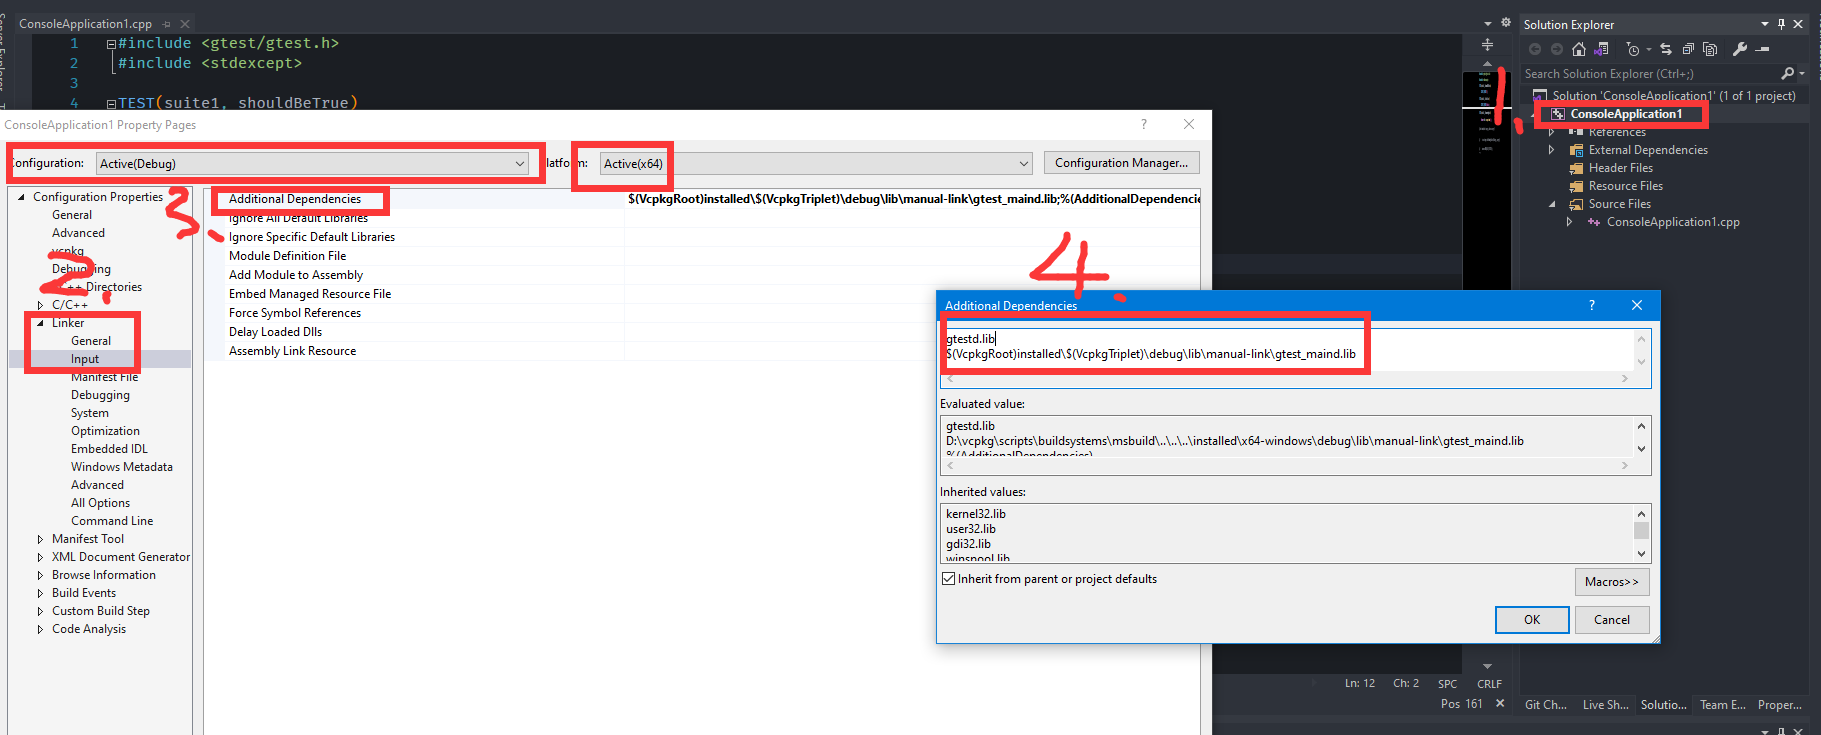 ConsoleApplication1.cpp
1 #include <gtest/gtest.h>
2 #include <stdexcept>
3
4 TEST(suite1, shouldBeTrue)
ConsoleApplication1 Property Pages
Configuration: Active(Debug) Platform: Active(x64) Configuration Manager...
Configuration Properties
General
Advanced
vcpkg
Debugging
C++ Directories
C/C++
Linker
General
Input
Manifest File
Debugging
System
Optimization
Embedded IDL
Windows Metadata
Advanced
All Options
Command Line
Manifest Tool
XML Document Generator
Browse Information
Build Events
Custom Build Step
Code Analysis
2.
3.
Additional Dependencies $(VcpkgRoot)installed\$(VcpkgTriplet)\debug\lib\manual-link\gtest_maind.lib;%(AdditionalDependencie
Ignore All Default Libraries
Ignore Specific Default Libraries
Module Definition File
Add Module to Assembly
Embed Managed Resource File
Force Symbol References
Delay Loaded Dlls
Assembly Link Resource
4.
Additional Dependencies
gtestd.lib
$(VcpkgRoot)installed\$(VcpkgTriplet)\debug\lib\manual-link\gtest_maind.lib
Evaluated value:
gtestd.lib
D:\vcpkg\scripts\buildsystems\msbuild\..\..\..\installed\x64-windows\debug\lib\manual-link\gtest_maind.lib
%(AdditionalDependencies)
Inherited values:
kernel32.lib
user32.lib
gdi32.lib
winspool.lib
Inherit from parent or project defaults
Macros>>
OK Cancel
1.
Solution Explorer
Search Solution Explorer (Ctrl+;)
Solution 'ConsoleApplication1' (1 of 1 project)
ConsoleApplication1
References
External Dependencies
Header Files
Resource Files
Source Files
ConsoleApplication1.cpp
Ln: 12 Ch: 2 SPC CRLF
Pos 161
Git Ch... Live Sh... Solutio... Team E... Proper...